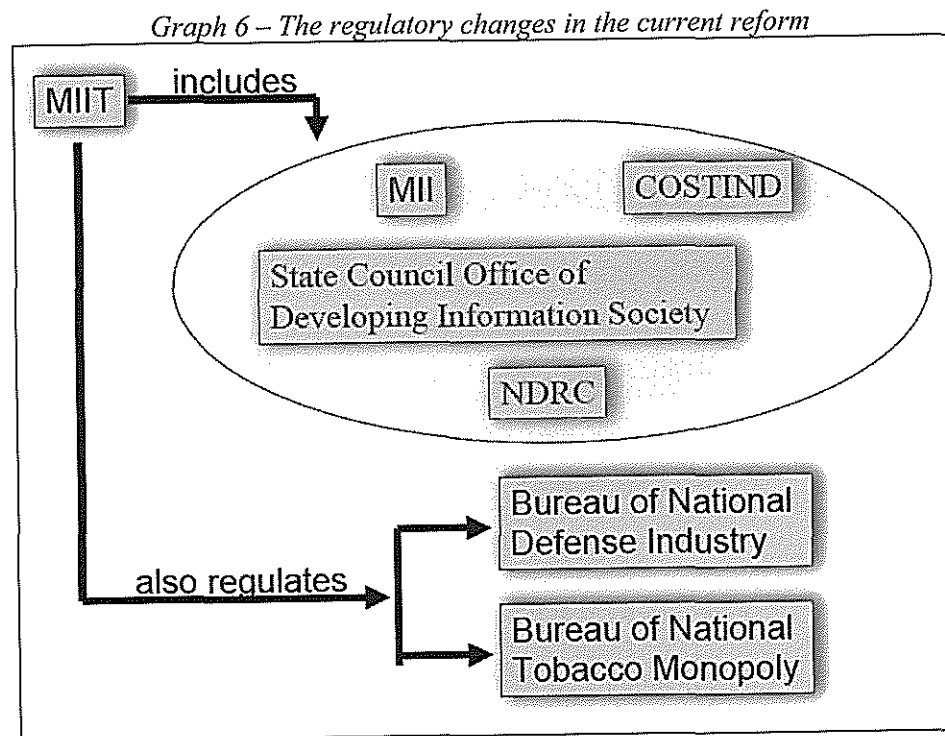 Graph 6 – The regulatory changes in the current reform
MIIT
includes
MII
COSTIND
State Council Office of
Developing Information Society
NDRC
also regulates
Bureau of National
Defense Industry
Bureau of National
Tobacco Monopoly